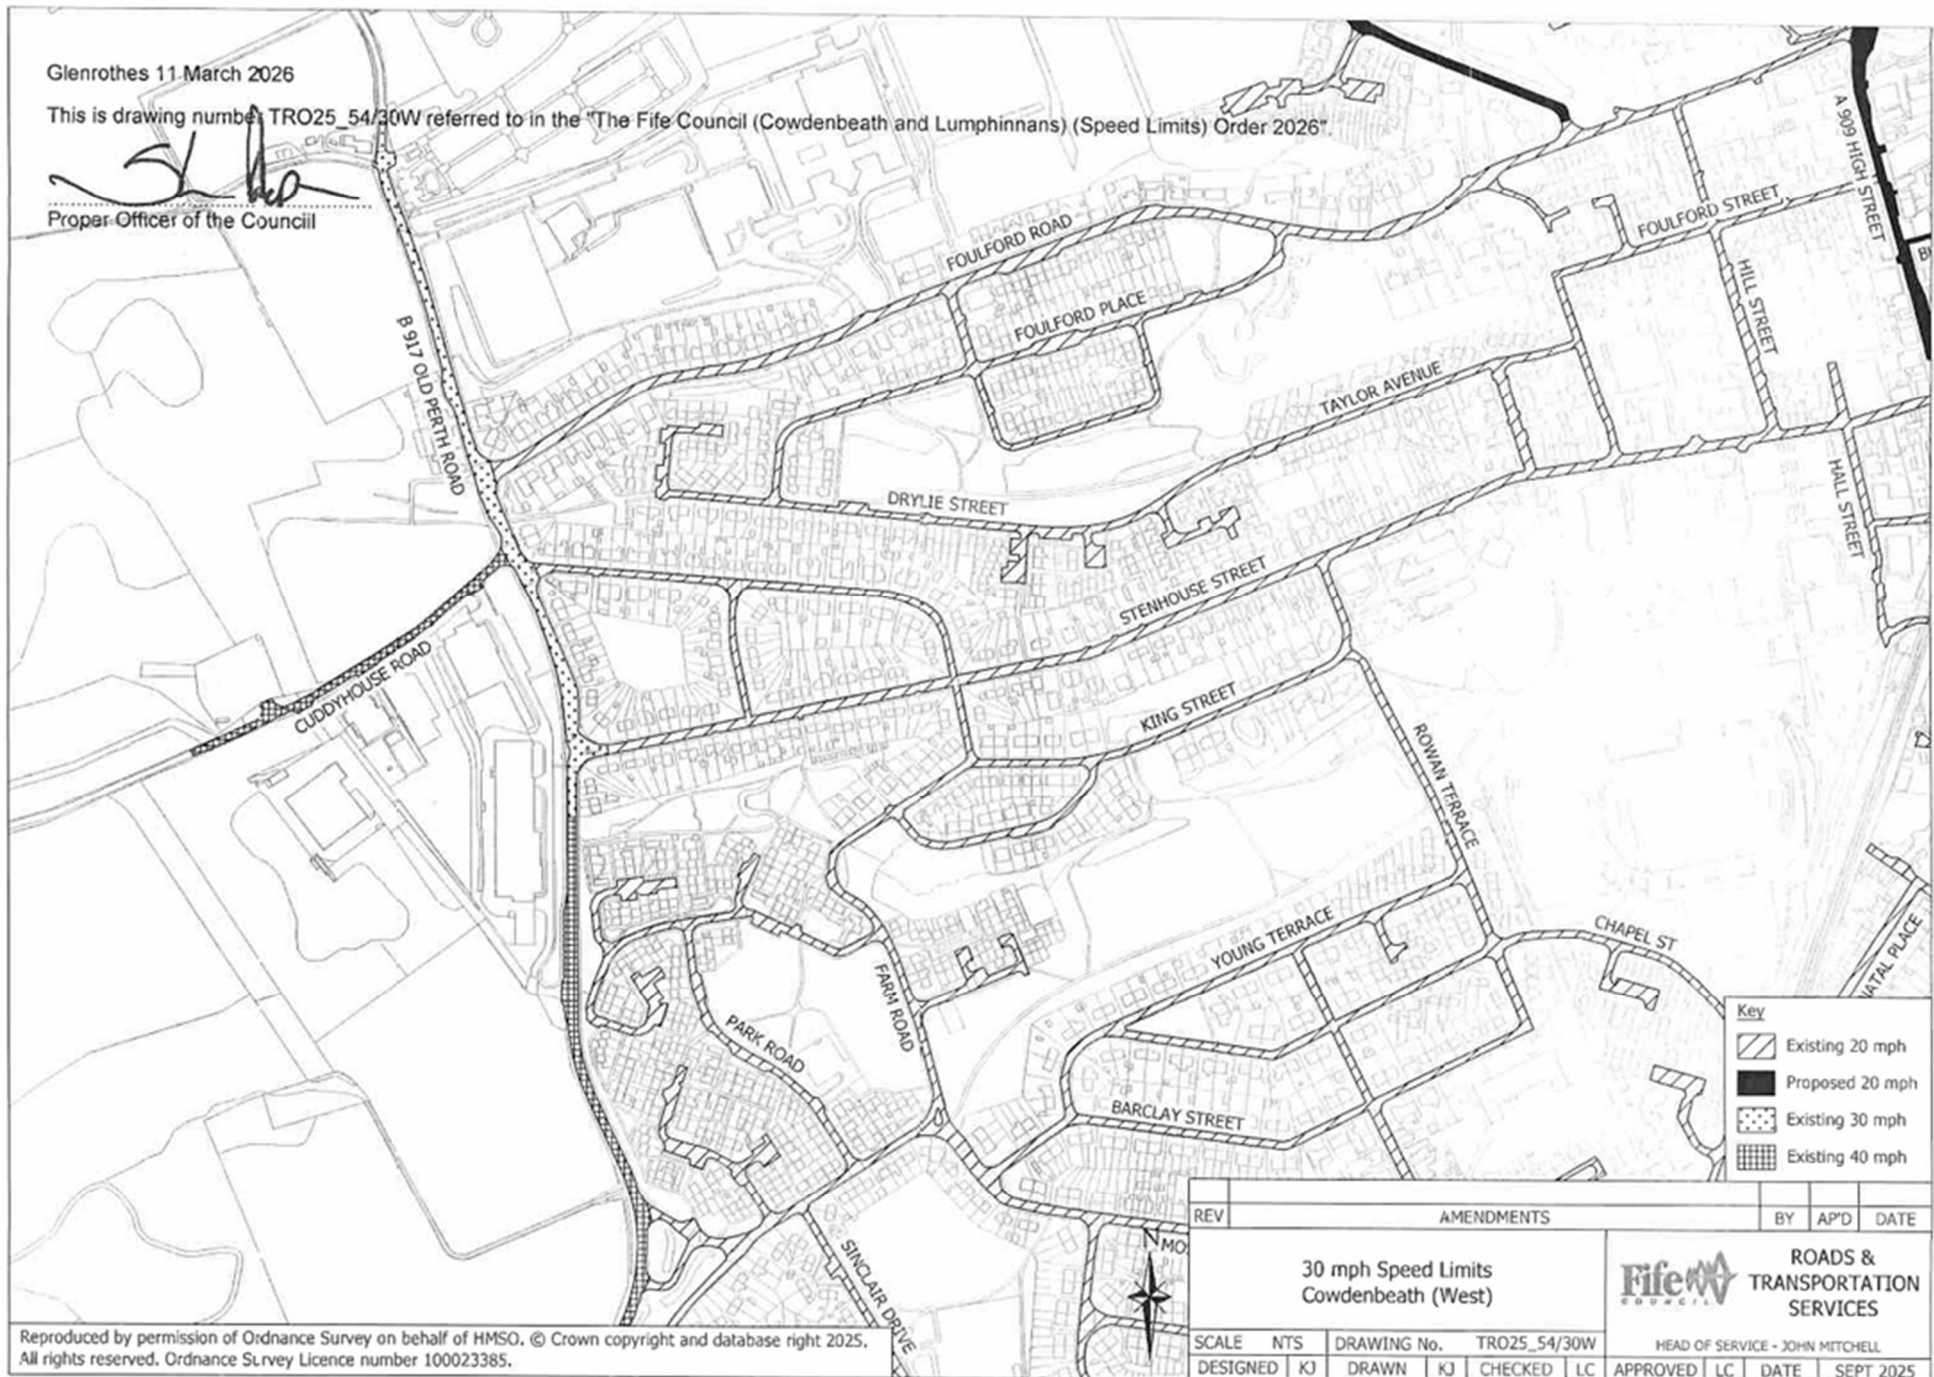 Glenrothes 11 March 2026
This is drawing number TRO25_54/30W referred to in the "The Fife Council (Cowdenbeath and Lumphinnans) (Speed Limits) Order 2026".
Proper Officer of the Counciil
A 909 HIGH STREET
FOULFORD ROAD
FOULFORD STREET
FOULFORD PLACE
HILL STREET
B 917 OLD PERTH ROAD
TAYLOR AVENUE
DRYLIE STREET
HALL STREET
STENHOUSE STREET
CUDDYHOUSE ROAD
KING STREET
ROWAN TERRACE
YOUNG TERRACE
CHAPEL ST
NATAL PLACE
FARM ROAD
PARK ROAD
BARCLAY STREET
SINCLAIR DRIVE
Key
Existing 20 mph
Proposed 20 mph
Existing 30 mph
Existing 40 mph
REV AMENDMENTS BY AP'D DATE
N
30 mph Speed Limits
Cowdenbeath (West)
Fife
COUNCIL
ROADS &
TRANSPORTATION
SERVICES
HEAD OF SERVICE - JOHN MITCHELL
SCALE NTS DRAWING No. TRO25_54/30W
DESIGNED KJ DRAWN KJ CHECKED LC APPROVED LC DATE SEPT 2025
Reproduced by permission of Ordnance Survey on behalf of HMSO. © Crown copyright and database right 2025.
All rights reserved. Ordnance Survey Licence number 100023385.